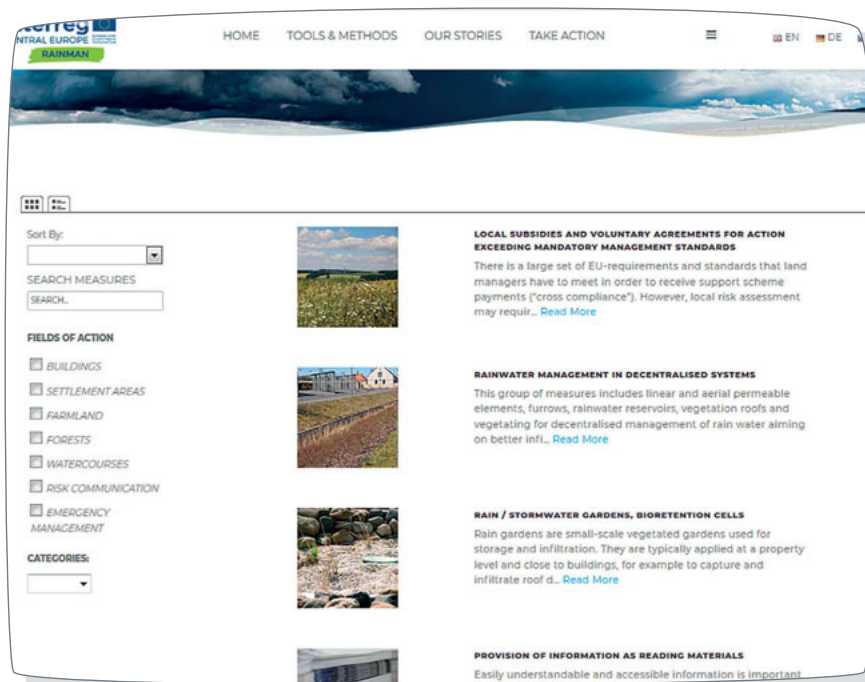 CENTRAL EUROPE
RAINMAN
HOME TOOLS & METHODS OUR STORIES TAKE ACTION
EN DE
Sort By:
SEARCH MEASURES
SEARCH...
FIELDS OF ACTION
BUILDINGS
SETTLEMENT AREAS
FARMLAND
FORESTS
WATERCOURSES
RISK COMMUNICATION
EMERGENCY
MANAGEMENT
CATEGORIES:
LOCAL SUBSIDIES AND VOLUNTARY AGREEMENTS FOR ACTION
EXCEEDING MANDATORY MANAGEMENT STANDARDS
There is a large set of EU-requirements and standards that land
managers have to meet in order to receive support scheme
payments ("cross compliance"). However, local risk assessment
may requir... Read More
RAINWATER MANAGEMENT IN DECENTRALISED SYSTEMS
This group of measures includes linear and aerial permeable
elements, furrows, rainwater reservoirs, vegetation roofs and
vegetating for decentralised management of rain water aiming
on better infi... Read More
RAIN / STORMWATER GARDENS, BIORETENTION CELLS
Rain gardens are small-scale vegetated gardens used for
storage and infiltration. They are typically applied at a property
level and close to buildings, for example to capture and
infiltrate roof d... Read More
PROVISION OF INFORMATION AS READING MATERIALS
Easily understandable and accessible information is important